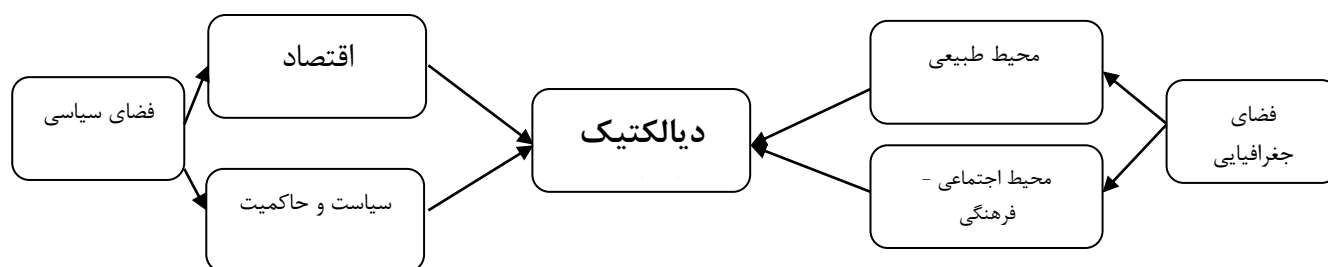 فضای
جغرافیایی
محیط طبیعی
محیط اجتماعی –
فرهنگی
دیالکتیک
اقتصاد
سیاست و حاکمیت
فضای سیاسی